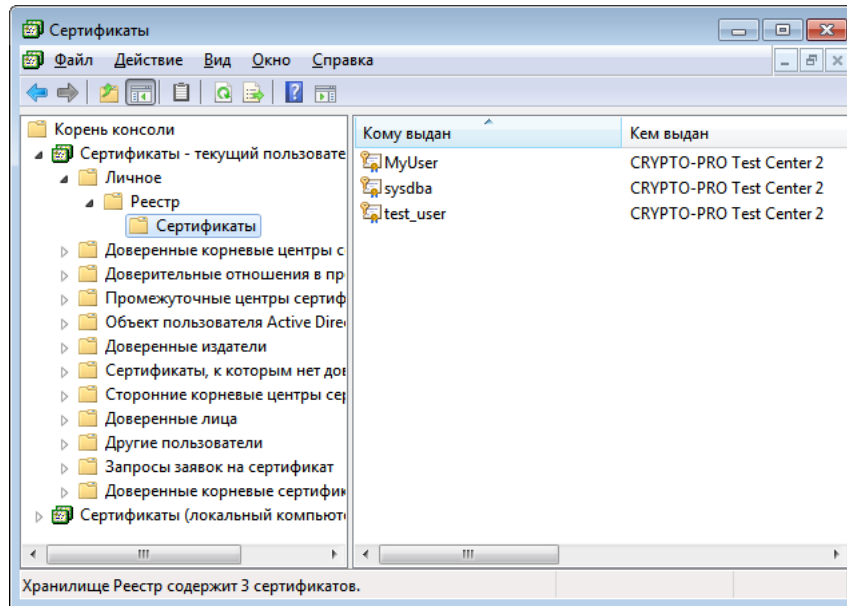 Сертификаты
Файл Действие Вид Окно Справка
Корень консоли
Сертификаты - текущий пользовате
Личное
Реестр
Сертификаты
Доверенные корневые центры с
Доверительные отношения в пр
Промежуточные центры сертиф
Объект пользователя Active Dire
Доверенные издатели
Сертификаты, к которым нет дов
Сторонние корневые центры сер
Доверенные лица
Другие пользователи
Запросы заявок на сертификат
Доверенные корневые сертифик
Сертификаты (локальный компьют
Кому выдан Кем выдан
MyUser CRYPTO-PRO Test Center 2
sysdba CRYPTO-PRO Test Center 2
test_user CRYPTO-PRO Test Center 2
Хранилище Реестр содержит 3 сертификатов.